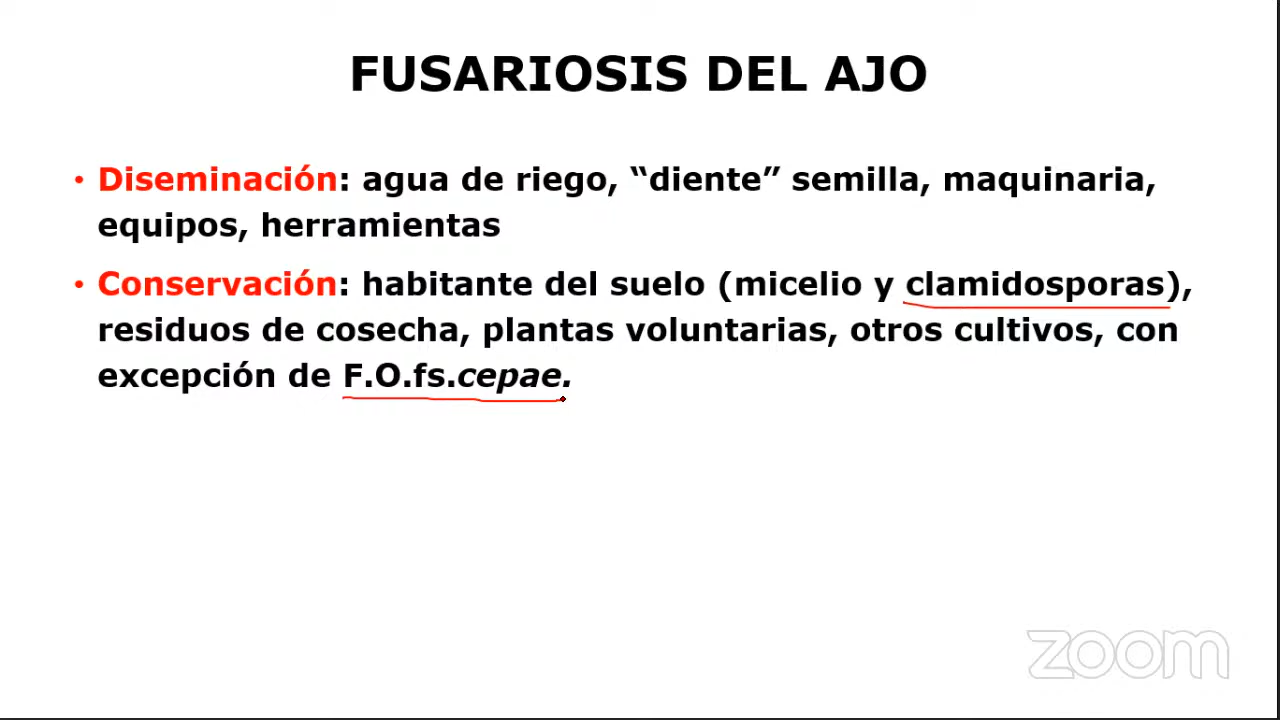 FUSARIOSIS DEL AJO
• Diseminación: agua de riego, “diente” semilla, maquinaria,
equipos, herramientas
• Conservación: habitante del suelo (micelio y clamidosporas),
residuos de cosecha, plantas voluntarias, otros cultivos, con
excepción de F.O.fs.cepae.
zoom